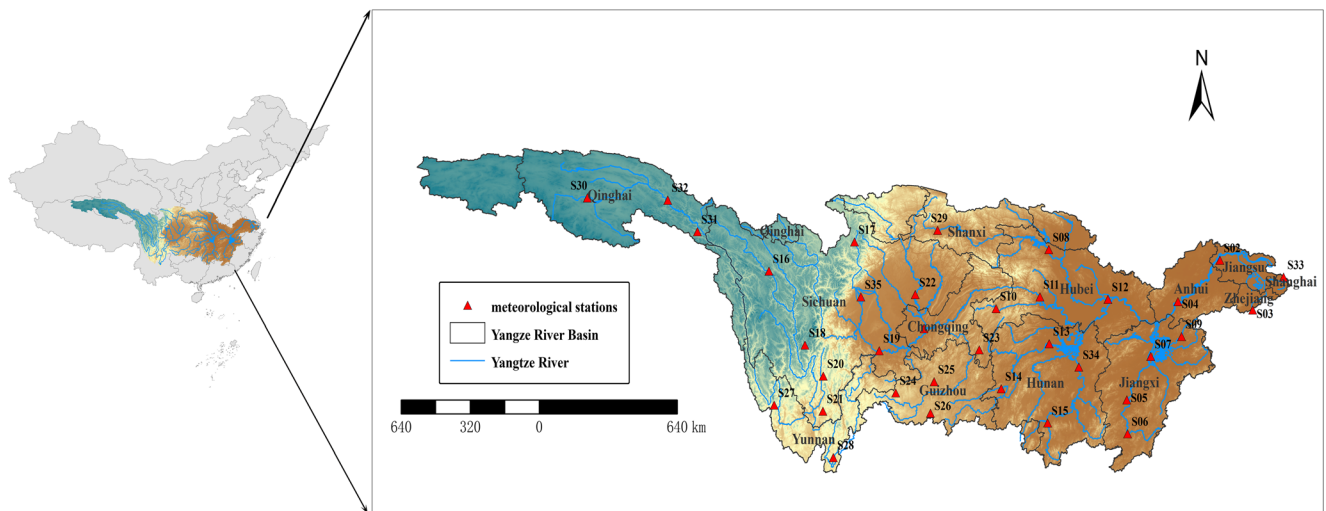 N
S30
Qinghai
S32
S31
Qinghai
S16
S17
S29
Shanxi
S08
S02
Jiangsu
S33
Shanghai
Anhui
Zhejiang
S04
S03
S09
Sichuan
S35
S22
S10
S11
Hubei
S12
Chongqing
S18
S19
S23
S13
S34
S07
S20
S25
S24
Guizhou
S14
Hunan
Jiangxi
S05
S27
S21
S26
S15
S06
Yunnan
S28
meteorological stations
Yangze River Basin
Yangtze River
640 320 0 640 km